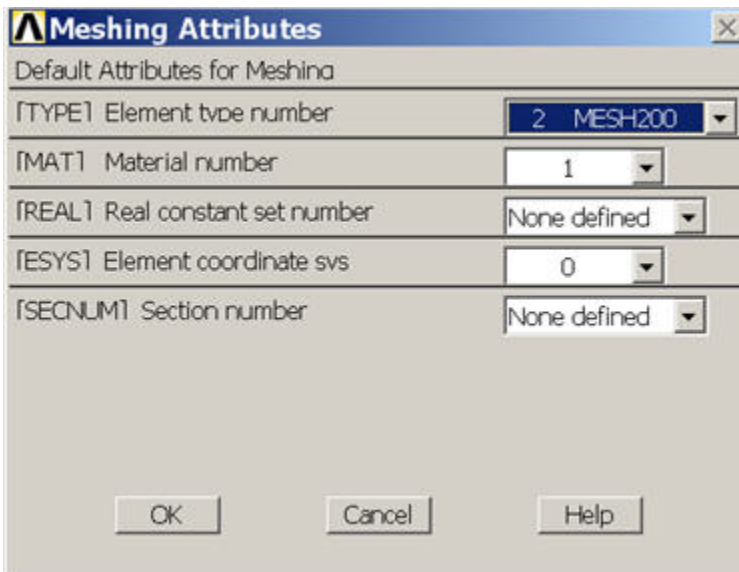 Meshing Attributes
Default Attributes for Meshing
[TYPE] Element type number 2 MESH200
[MAT] Material number 1
[REAL] Real constant set number None defined
[ESYS] Element coordinate sys 0
[SECNUM] Section number None defined
OK Cancel Help